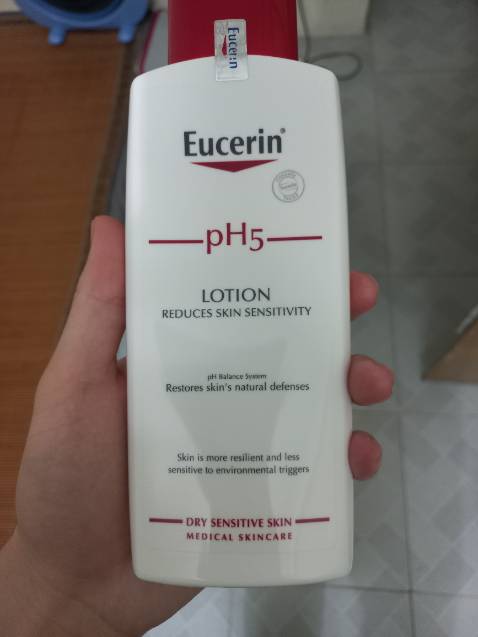 Eucerin
Eucerin®
pH5
LOTION
REDUCES SKIN SENSITIVITY
pH Balance System
Restores skin's natural defenses
Skin is more resilient and less
sensitive to environmental triggers
DRY SENSITIVE SKIN
MEDICAL SKINCARE